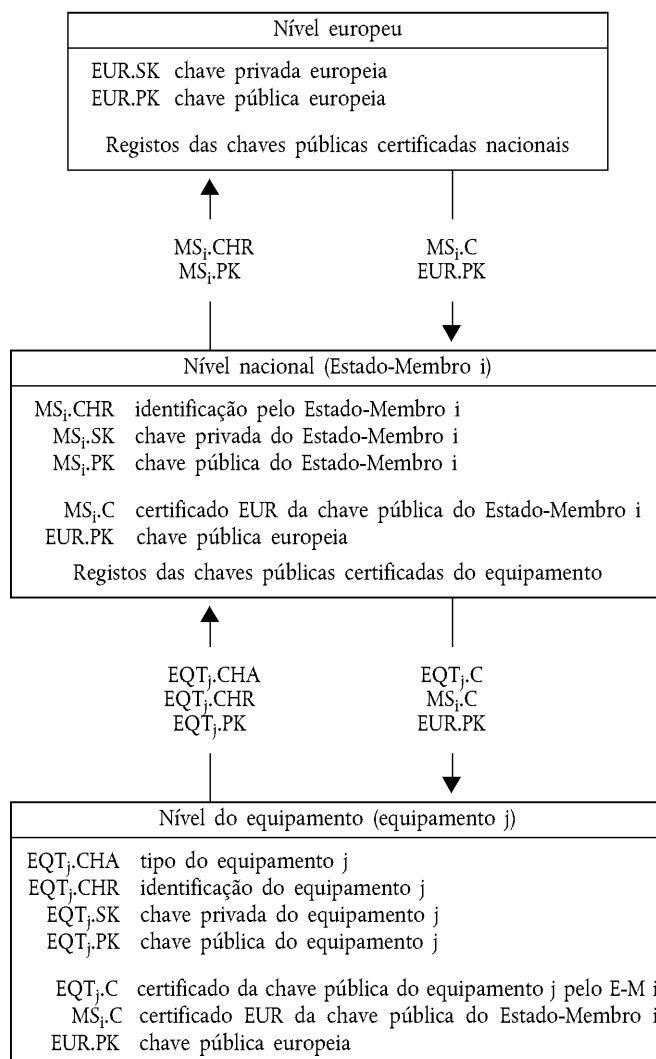 Nível europeu
EUR.SK chave privada europeia
EUR.PK chave pública europeia
Registos das chaves públicas certificadas nacionais
MSi.CHR
MSi.PK
MSi.C
EUR.PK
Nível nacional (Estado-Membro i)
MSi.CHR identificação pelo Estado-Membro i
MSi.SK chave privada do Estado-Membro i
MSi.PK chave pública do Estado-Membro i
MSi.C certificado EUR da chave pública do Estado-Membro i
EUR.PK chave pública europeia
Registos das chaves públicas certificadas do equipamento
EQTj.CHA
EQTj.CHR
EQTj.PK
EQTj.C
MSi.C
EUR.PK
Nível do equipamento (equipamento j)
EQTj.CHA tipo do equipamento j
EQTj.CHR identificação do equipamento j
EQTj.SK chave privada do equipamento j
EQTj.PK chave pública do equipamento j
EQTj.C certificado da chave pública do equipamento j pelo E-M i
MSi.C certificado EUR da chave pública do Estado-Membro i
EUR.PK chave pública europeia